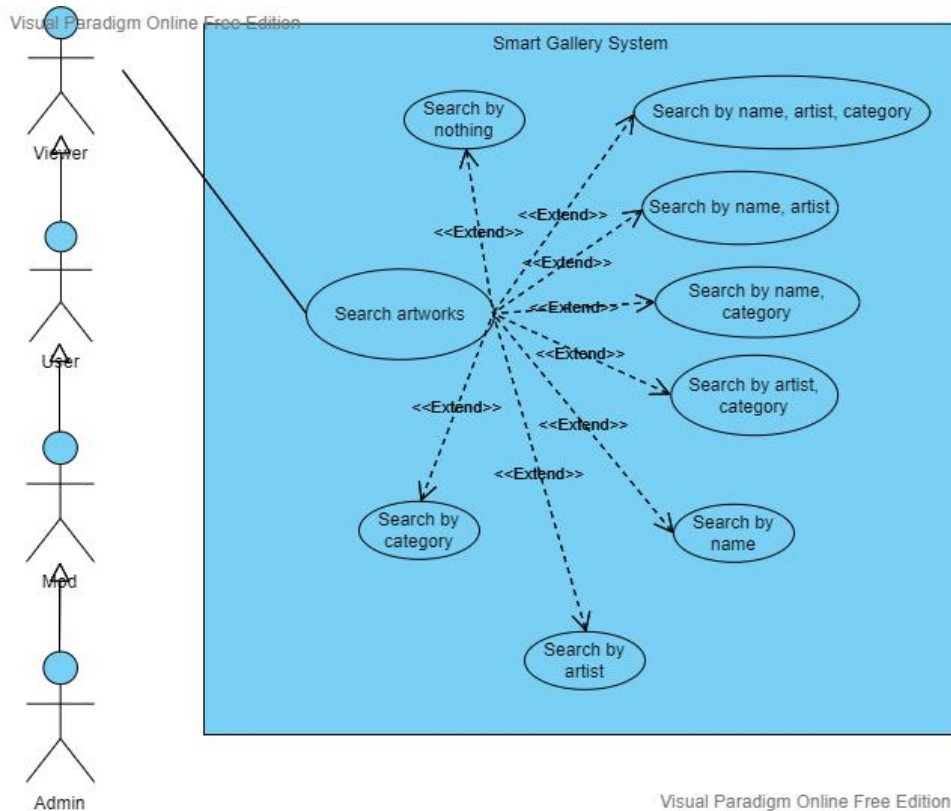 Visual Paradigm Online Free Edition
Smart Gallery System
Search by
nothing
Search by name, artist, category
Viewer
Search by name, artist
<<Extend>>
<<Extend>>
<<Extend>>
Search artworks
<<Extend>>
Search by name,
category
User
<<Extend>>
Search by artist,
category
<<Extend>>
<<Extend>>
<<Extend>>
Search by
category
Search by
name
Mod
Search by
artist
Admin
Visual Paradigm Online Free Edition